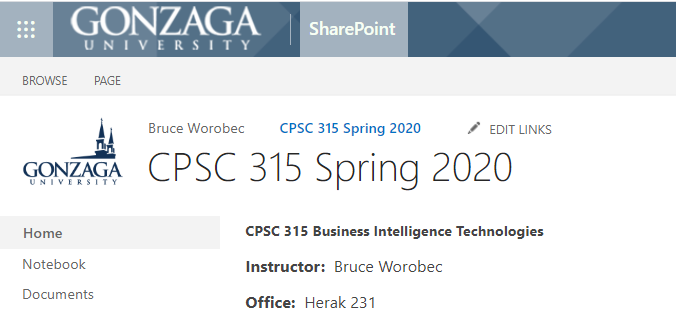 GONZAGA
UNIVERSITY
SharePoint
BROWSE PAGE
GONZAGA
UNIVERSITY
Bruce Worobec CPSC 315 Spring 2020 EDIT LINKS
CPSC 315 Spring 2020
Home
Notebook
Documents
CPSC 315 Business Intelligence Technologies
Instructor: Bruce Worobec
Office: Herak 231